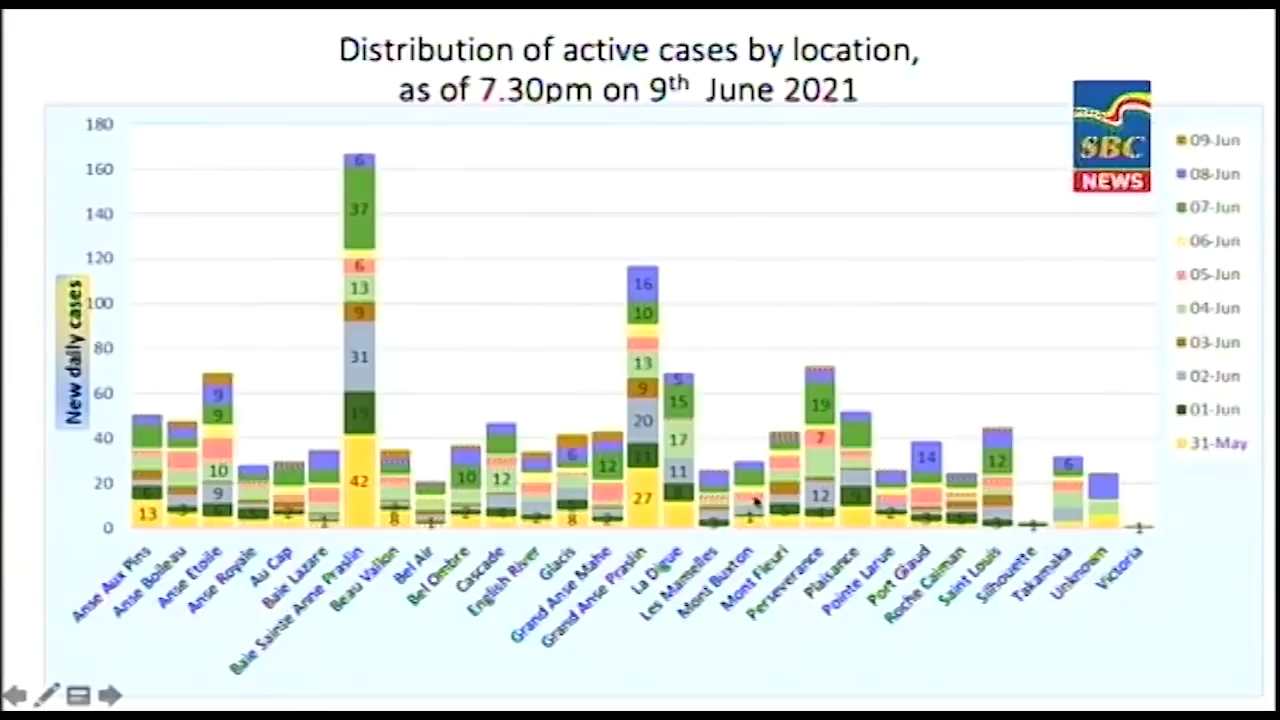 Distribution of active cases by location,
as of 7.30pm on 9th June 2021
SBC
NEWS
New daily cases
180
160
140
120
100
80
60
40
20
0
09-Jun
08-Jun
07-Jun
06-Jun
05-Jun
04-Jun
03-Jun
02-Jun
01-Jun
31-May
13
9
9
10
9
6
37
6
13
9
31
19
42
8
10
12
6
8
12
16
10
13
9
20
11
27
5
15
17
11
1
19
7
12
14
12
6
1
1
Anse Aux Pins
Anse Boileau
Anse Etoile
Anse Royale
Au Cap
Baie Lazare
Baie Sainte Anne Praslin
Beau Vallon
Bel Air
Bel Ombre
Cascade
English River
Glacis
Grand Anse Mahe
Grand Anse Praslin
La Digue
Les Mamelles
Mont Buxton
Mont Fleuri
Perseverance
Plaisance
Pointe Larue
Port Glaud
Roche Caiman
Saint Louis
Silhouette
Takamaka
Unknown
Victoria